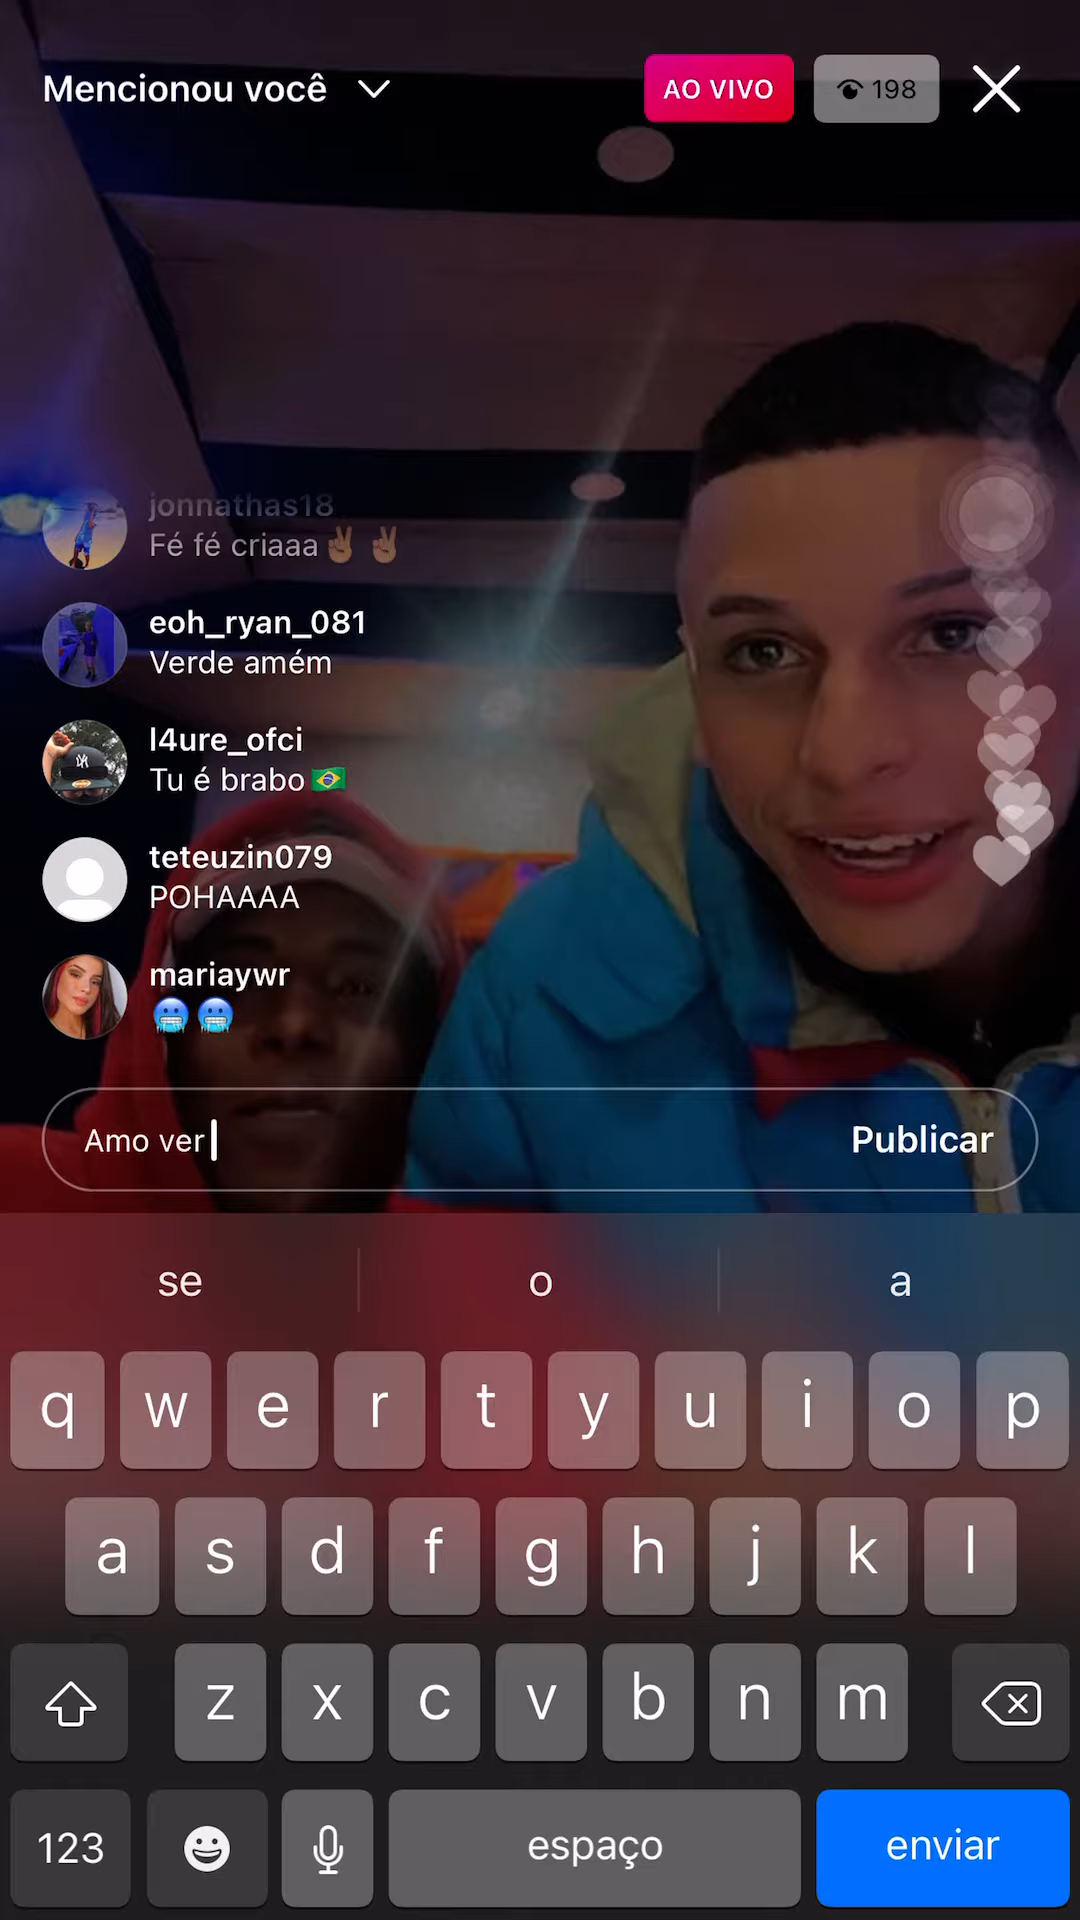 Mencionou você
AO VIVO
198
jonnathas18
Fé fé criaaa✌🏽 ✌🏽
eoh_ryan_081
Verde amém
l4ure_ofci
Tu é brabo🇧🇷
teteuzin079
POHAAAA
mariaywr
🥶 🥶
Amo ver
Publicar
se o a
q w e r t y u i o p
a s d f g h j k l
z x c v b n m
123 espaço enviar